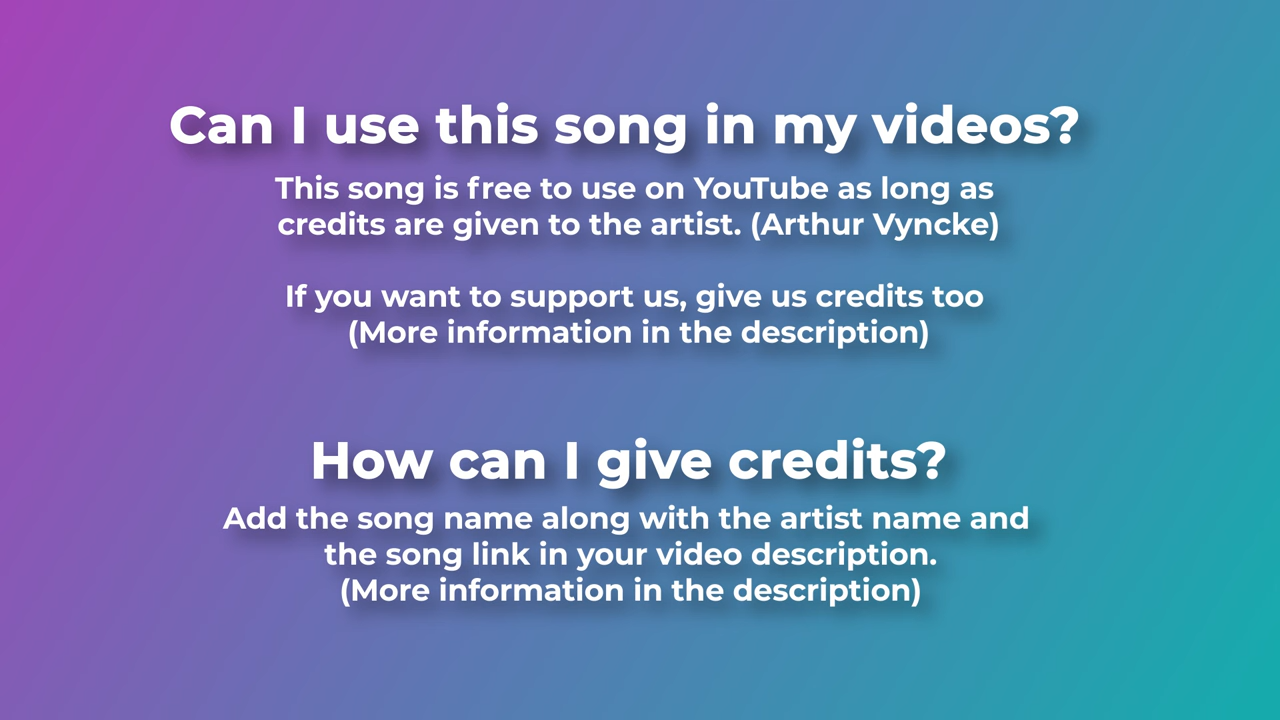 Can I use this song in my videos?
This song is free to use on YouTube as long as
credits are given to the artist. (Arthur Vyncke)
If you want to support us, give us credits too
(More information in the description)
How can I give credits?
Add the song name along with the artist name and
the song link in your video description.
(More information in the description)